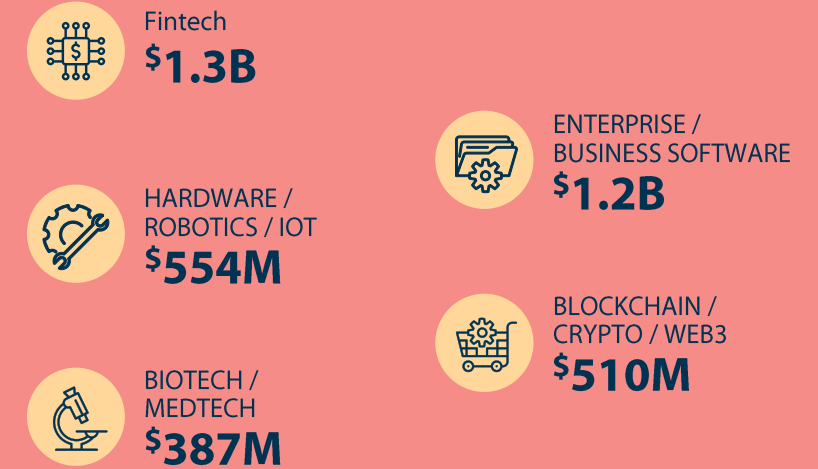 Fintech
$1.3B
ENTERPRISE /
BUSINESS SOFTWARE
$1.2B
HARDWARE /
ROBOTICS / IOT
$554M
BLOCKCHAIN /
CRYPTO / WEB3
$510M
BIOTECH /
MEDTECH
$387M